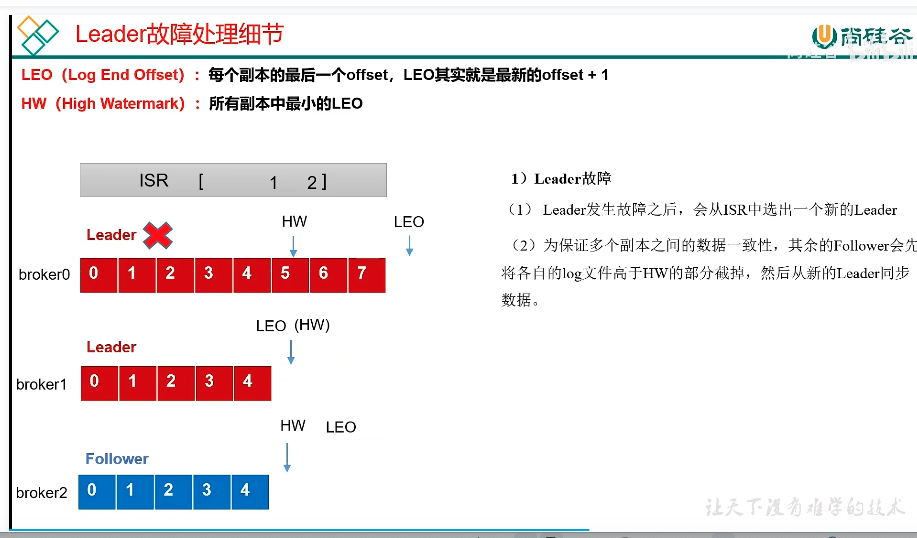 Leader故障处理细节
尚硅谷
LEO（Log End Offset）：每个副本的最后一个offset，LEO其实就是最新的offset + 1
HW（High Watermark）：所有副本中最小的LEO
ISR [ 1 2 ]
HW LEO
Leader
broker0 0 1 2 3 4 5 6 7
LEO (HW)
Leader
broker1 0 1 2 3 4
HW LEO
Follower
broker2 0 1 2 3 4
1）Leader故障
（1） Leader发生故障之后，会从ISR中选出一个新的Leader
（2）为保证多个副本之间的数据一致性，其余的Follower会先
将各自的log文件高于HW的部分截掉，然后从新的Leader同步
数据。
让天下没有难学的技术